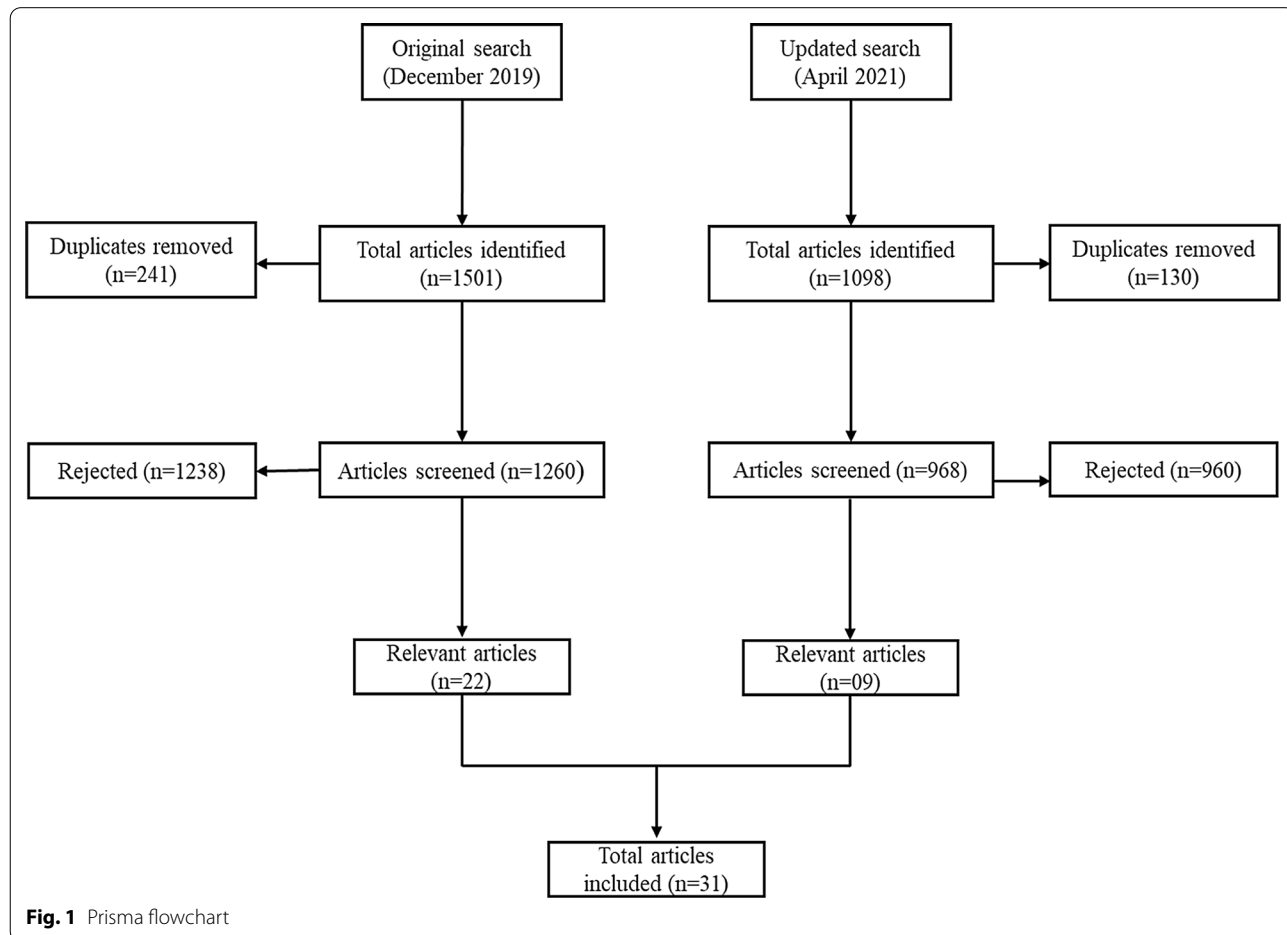 Original search
(December 2019)
Updated search
(April 2021)
Duplicates removed
(n=241)
Total articles identified
(n=1501)
Total articles identified
(n=1098)
Duplicates removed
(n=130)
Rejected (n=1238)
Articles screened (n=1260)
Articles screened (n=968)
Rejected (n=960)
Relevant articles
(n=22)
Relevant articles
(n=09)
Total articles
included (n=31)
Fig. 1 Prisma flowchart